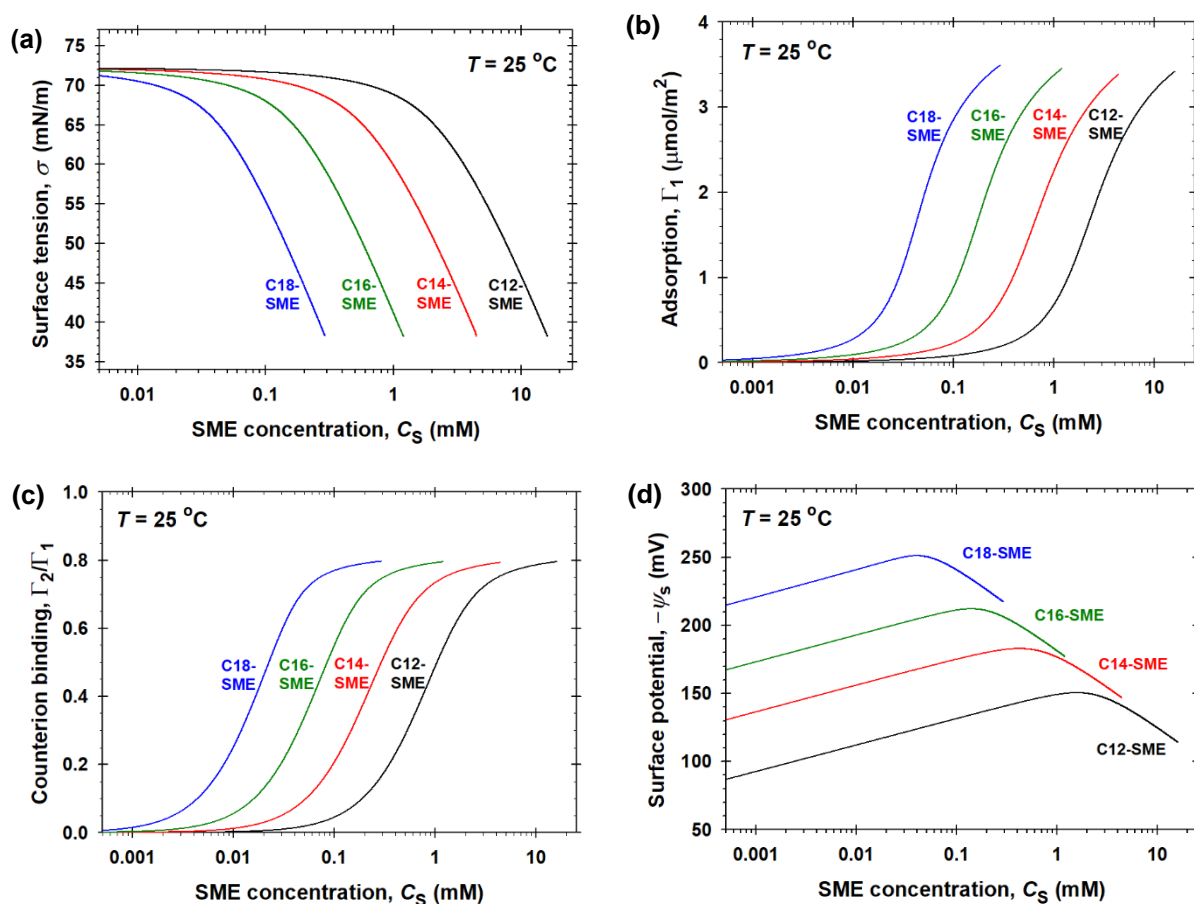 (a)
T = 25 °C
Surface tension, σ (mN/m)
75
70
65
60
55
50
45
40
35
C18-
SME
C16-
SME
C14-
SME
C12-
SME
0.01
0.1
1
10
SME concentration, Cs (mM)
(b)
T = 25 °C
Adsorption, Γ1 (μmol/m²)
4
3
2
1
0
C18-
SME
C16-
SME
C14-
SME
C12-
SME
0.001
0.01
0.1
1
10
SME concentration, Cs (mM)
(c)
T = 25 °C
Counterion binding, Γ2/Γ1
1.0
0.8
0.6
0.4
0.2
0.0
C18-
SME
C16-
SME
C14-
SME
C12-
SME
0.001
0.01
0.1
1
10
SME concentration, Cs (mM)
(d)
T = 25 °C
Surface potential, −ψs (mV)
300
250
200
150
100
50
C18-SME
C16-SME
C14-SME
C12-SME
0.001
0.01
0.1
1
10
SME concentration, Cs (mM)